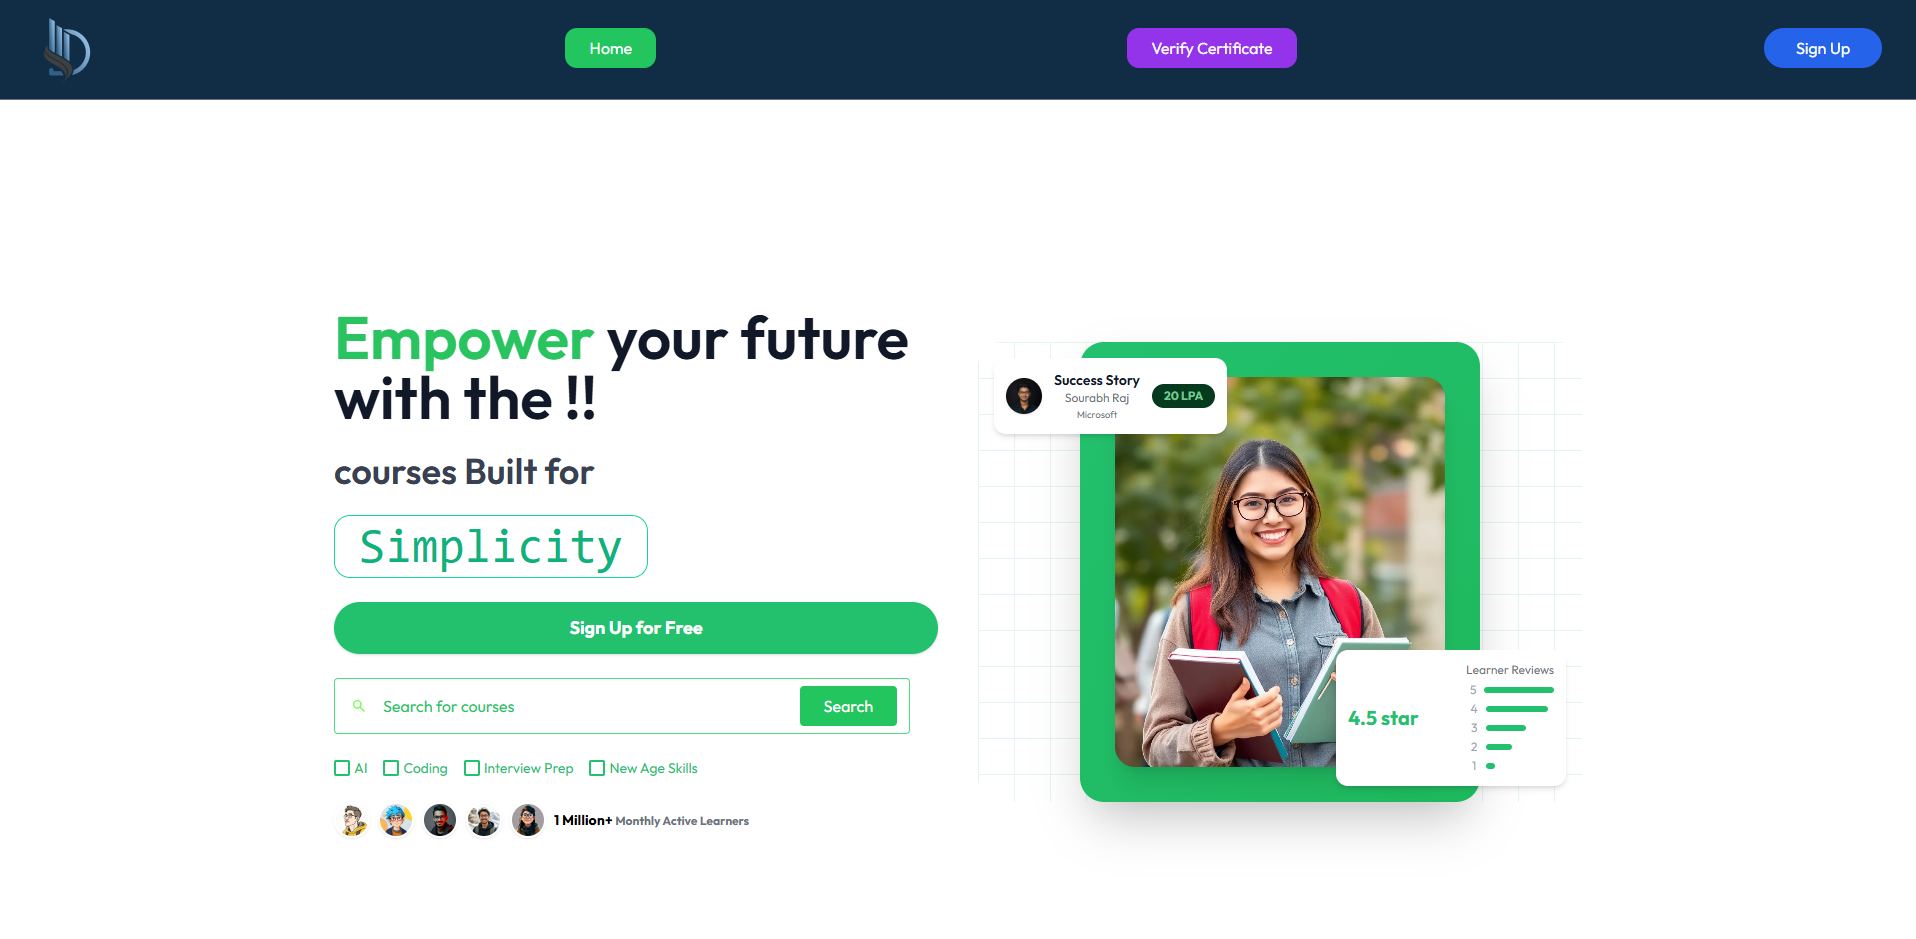 Home
Verify Certificate
Sign Up
Empower your future
with the !!
courses Built for
Simplicity
Sign Up for Free
Search for courses
Search
AI
Coding
Interview Prep
New Age Skills
1 Million+ Monthly Active Learners
Success Story
Sourabh Raj
Microsoft
20 LPA
4.5 star
Learner Reviews
5
4
3
2
1